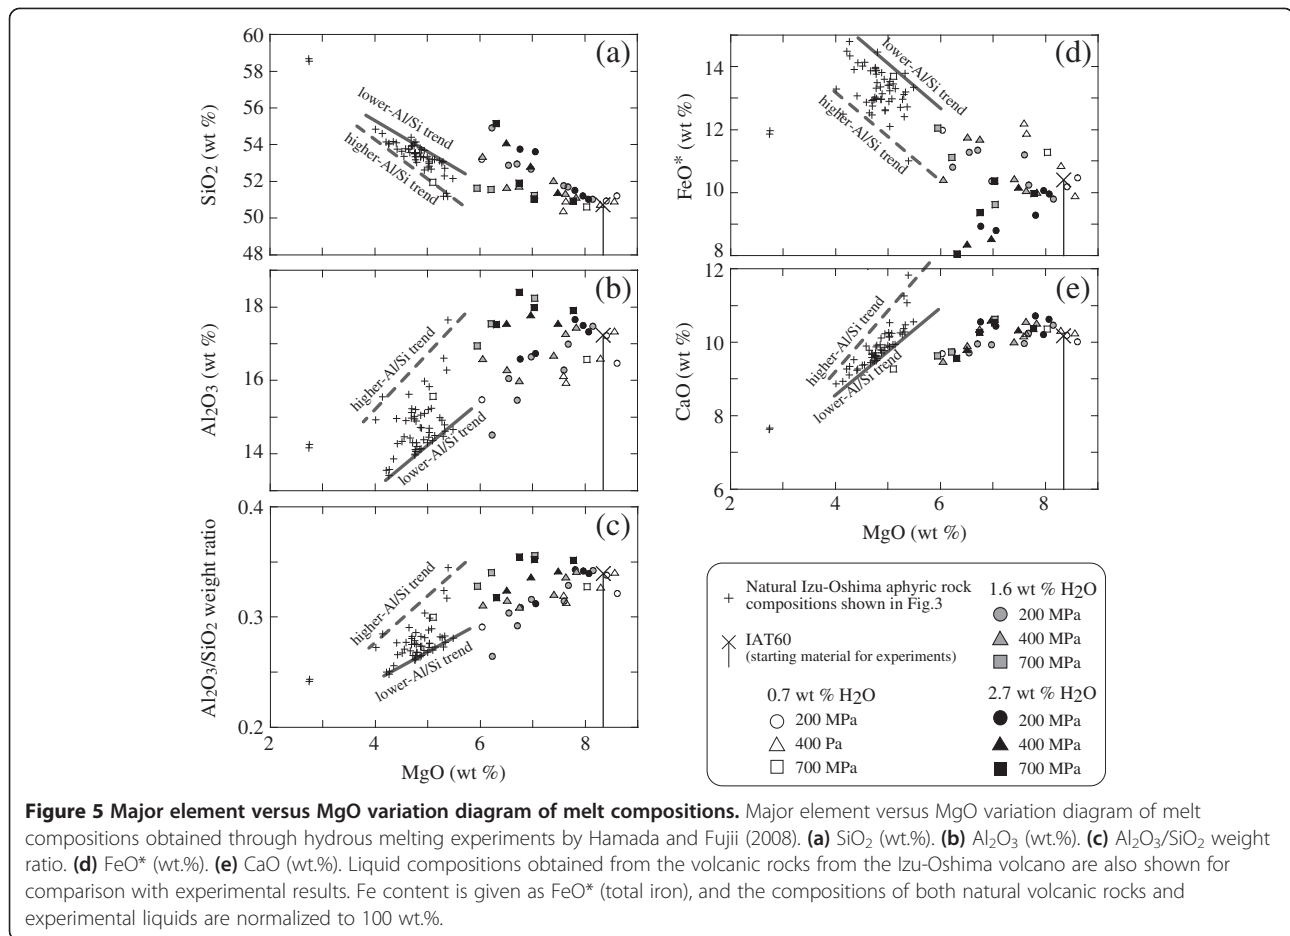 (a)
SiO2 (wt %)
60
58
56
54
52
50
48
lower-Al/Si trend
higher-Al/Si trend
(b)
Al2O3 (wt %)
18
16
14
higher-Al/Si trend
lower-Al/Si trend
(c)
Al2O3/SiO2 weight ratio
0.4
0.3
0.2
higher-Al/Si trend
lower-Al/Si trend
2 4 6 8
MgO (wt %)
(d)
FeO* (wt %)
14
12
10
8
lower-Al/Si trend
higher-Al/Si trend
(e)
CaO (wt %)
12
10
8
6
higher-Al/Si trend
lower-Al/Si trend
2 4 6 8
MgO (wt %)
Natural Izu-Oshima aphyric rock
compositions shown in Fig.3
IAT60
(starting material for experiments)
0.7 wt % H2O
200 MPa
400 Pa
700 MPa
1.6 wt % H2O
200 MPa
400 MPa
700 MPa
2.7 wt % H2O
200 MPa
400 MPa
700 MPa
Figure 5 Major element versus MgO variation diagram of melt compositions. Major element versus MgO variation diagram of melt
compositions obtained through hydrous melting experiments by Hamada and Fujii (2008). (a) SiO2 (wt.%). (b) Al2O3 (wt.%). (c) Al2O3/SiO2 weight
ratio. (d) FeO* (wt.%). (e) CaO (wt.%). Liquid compositions obtained from the volcanic rocks from the Izu-Oshima volcano are also shown for
comparison with experimental results. Fe content is given as FeO* (total iron), and the compositions of both natural volcanic rocks and
experimental liquids are normalized to 100 wt.%.